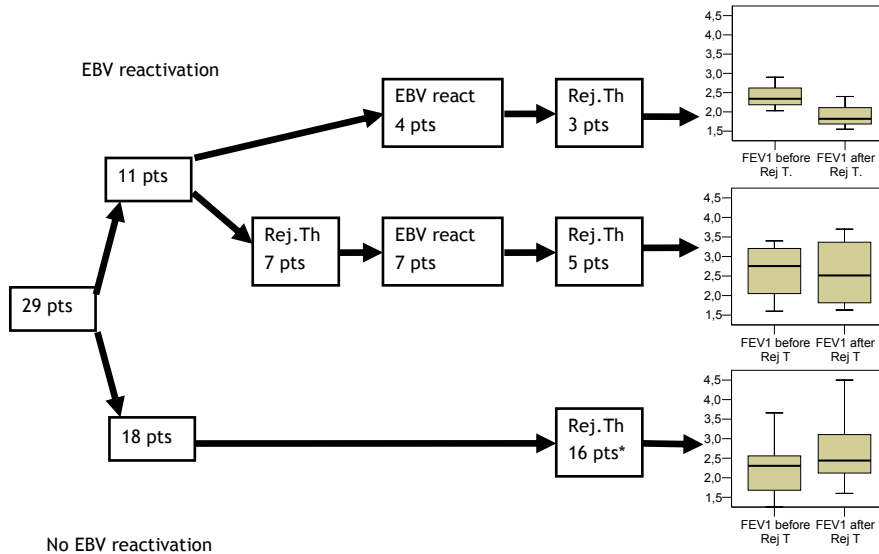 EBV reactivation
EBV react
4 pts
Rej.Th
3 pts
4,5
4,0
3,0
2,5
2,0
1,5
FEV1 before
Rej T.
FEV1 after
Rej T.
11 pts
Rej.Th
7 pts
EBV react
7 pts
Rej.Th
5 pts
4,5
4,0
3,5
3,0
2,5
2,0
1,5
FEV1 before
Rej T
FEV1 after
Rej T
29 pts
18 pts
Rej.Th
16 pts*
4,5
4,0
3,0
2,5
2,0
1,5
FEV1 before
Rej T
FEV1 after
Rej T
No EBV reactivation